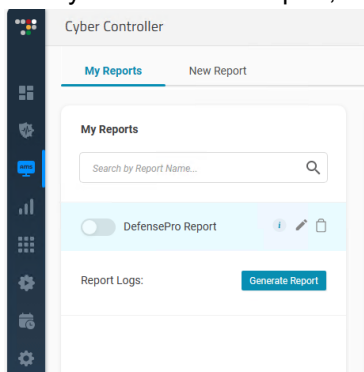 Cyber Controller
My Reports New Report
My Reports
Search by Report Name...
DefensePro Report
Report Logs: Generate Report